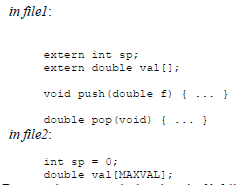 in file1:
extern int sp;
extern double val[];
void push(double f) { ... }
double pop(void) { ... }
in file2:
int sp = 0;
double val[MAXVAL];